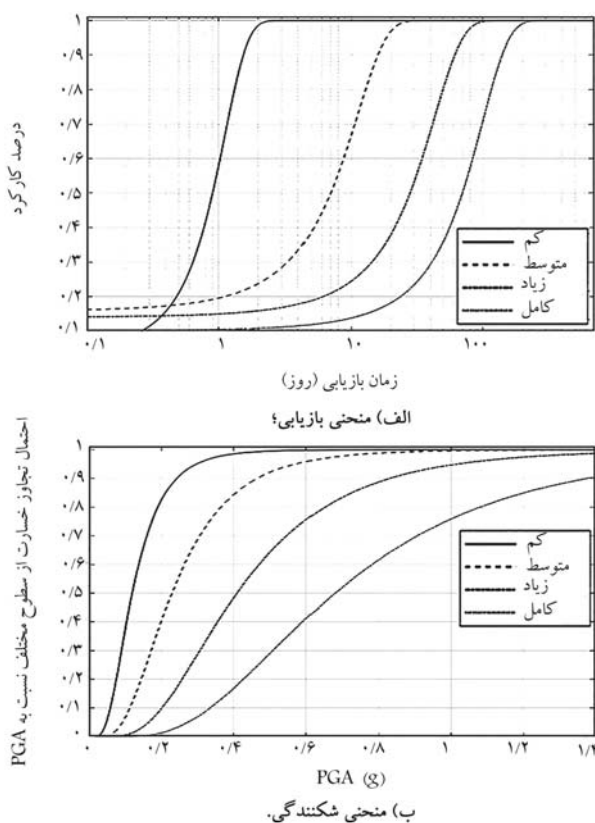 ۱
۰/۹
۰/۸
۰/۷
۰/۶
۰/۵
۰/۴
۰/۳
۰/۲
۰/۱
درصد کارکرد
کم
متوسط
زیاد
کامل
۰/۱ ۱ ۱۰ ۱۰۰
زمان بازیابی (روز)
الف) منحنی بازیابی؛
احتمال تجاوز خسارت از سطوح مختلف نسبت به PGA
۱
۰/۹
۰/۸
۰/۷
۰/۶
۰/۵
۰/۴
۰/۳
۰/۲
۰/۱
۰
کم
متوسط
زیاد
کامل
۰ ۰/۲ ۰/۴ ۰/۶ ۰/۸ ۱ ۱/۲ ۱/۴
PGA (g)
ب) منحنی شکنندگی.